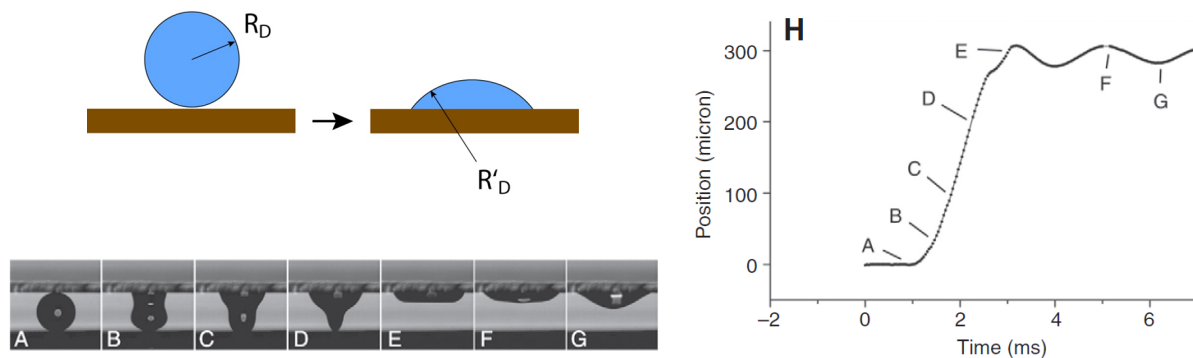 R_D
R'_D
A B C D E F G
H
Position (micron)
300
200
100
0
E
D
C
B
A
F
G
−2 0 2 4 6
Time (ms)